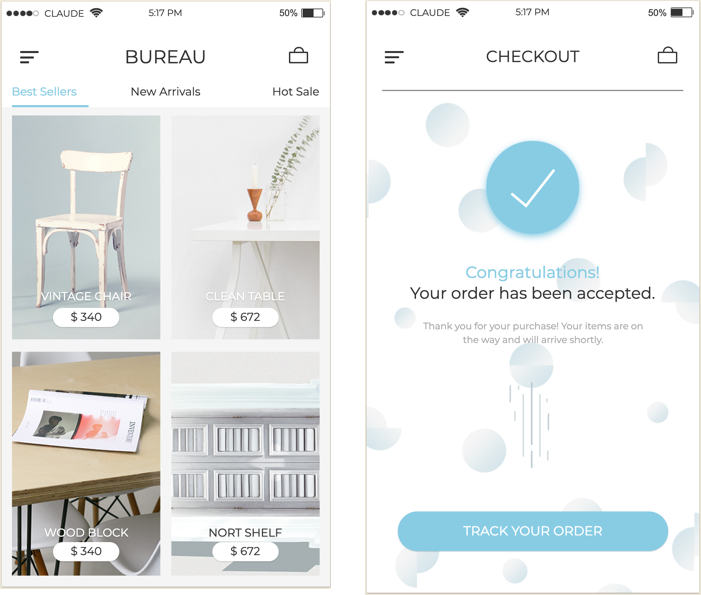 CLAUDE
5:17 PM
50%
BUREAU
Best Sellers
New Arrivals
Hot Sale
VINTAGE CHAIR
$ 340
CLEAN TABLE
$ 672
WOOD BLOCK
$ 340
NORT SHELF
$ 672
CLAUDE
5:17 PM
50%
CHECKOUT
Congratulations!
Your order has been accepted.
Thank you for your purchase! Your items are on
the way and will arrive shortly.
TRACK YOUR ORDER